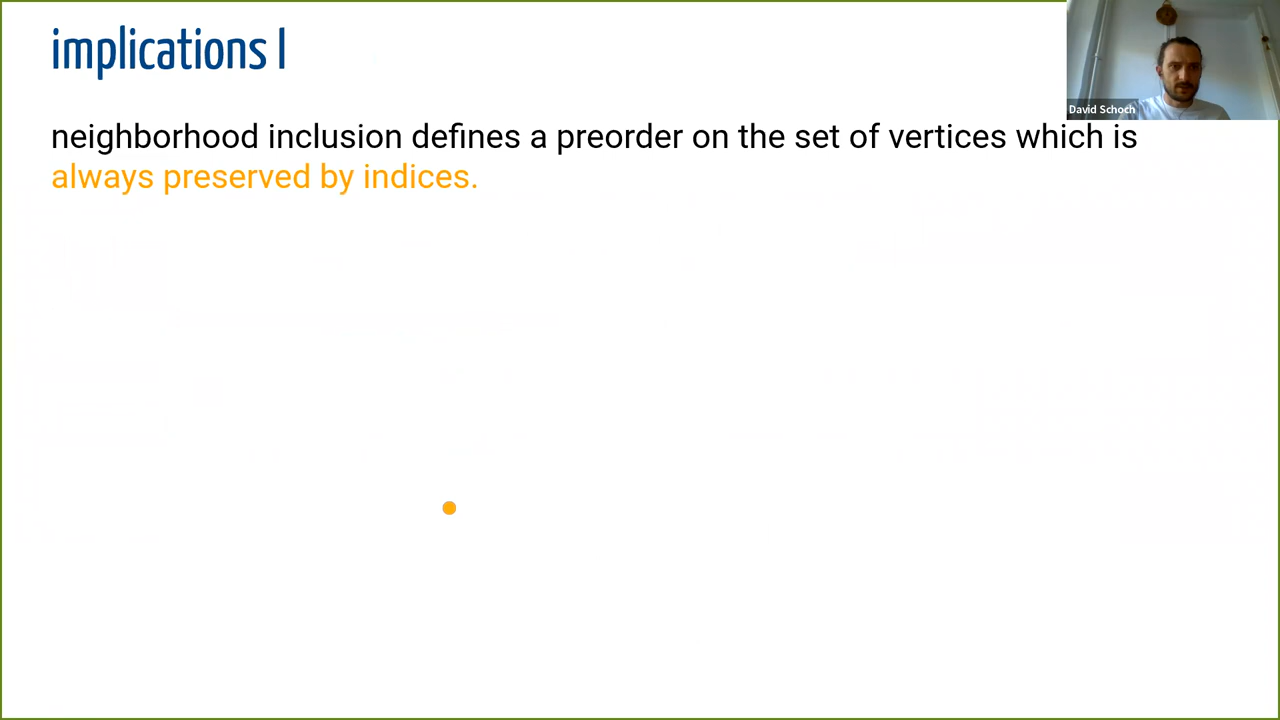 implications I
David Schoch
neighborhood inclusion defines a preorder on the set of vertices which is
always preserved by indices.